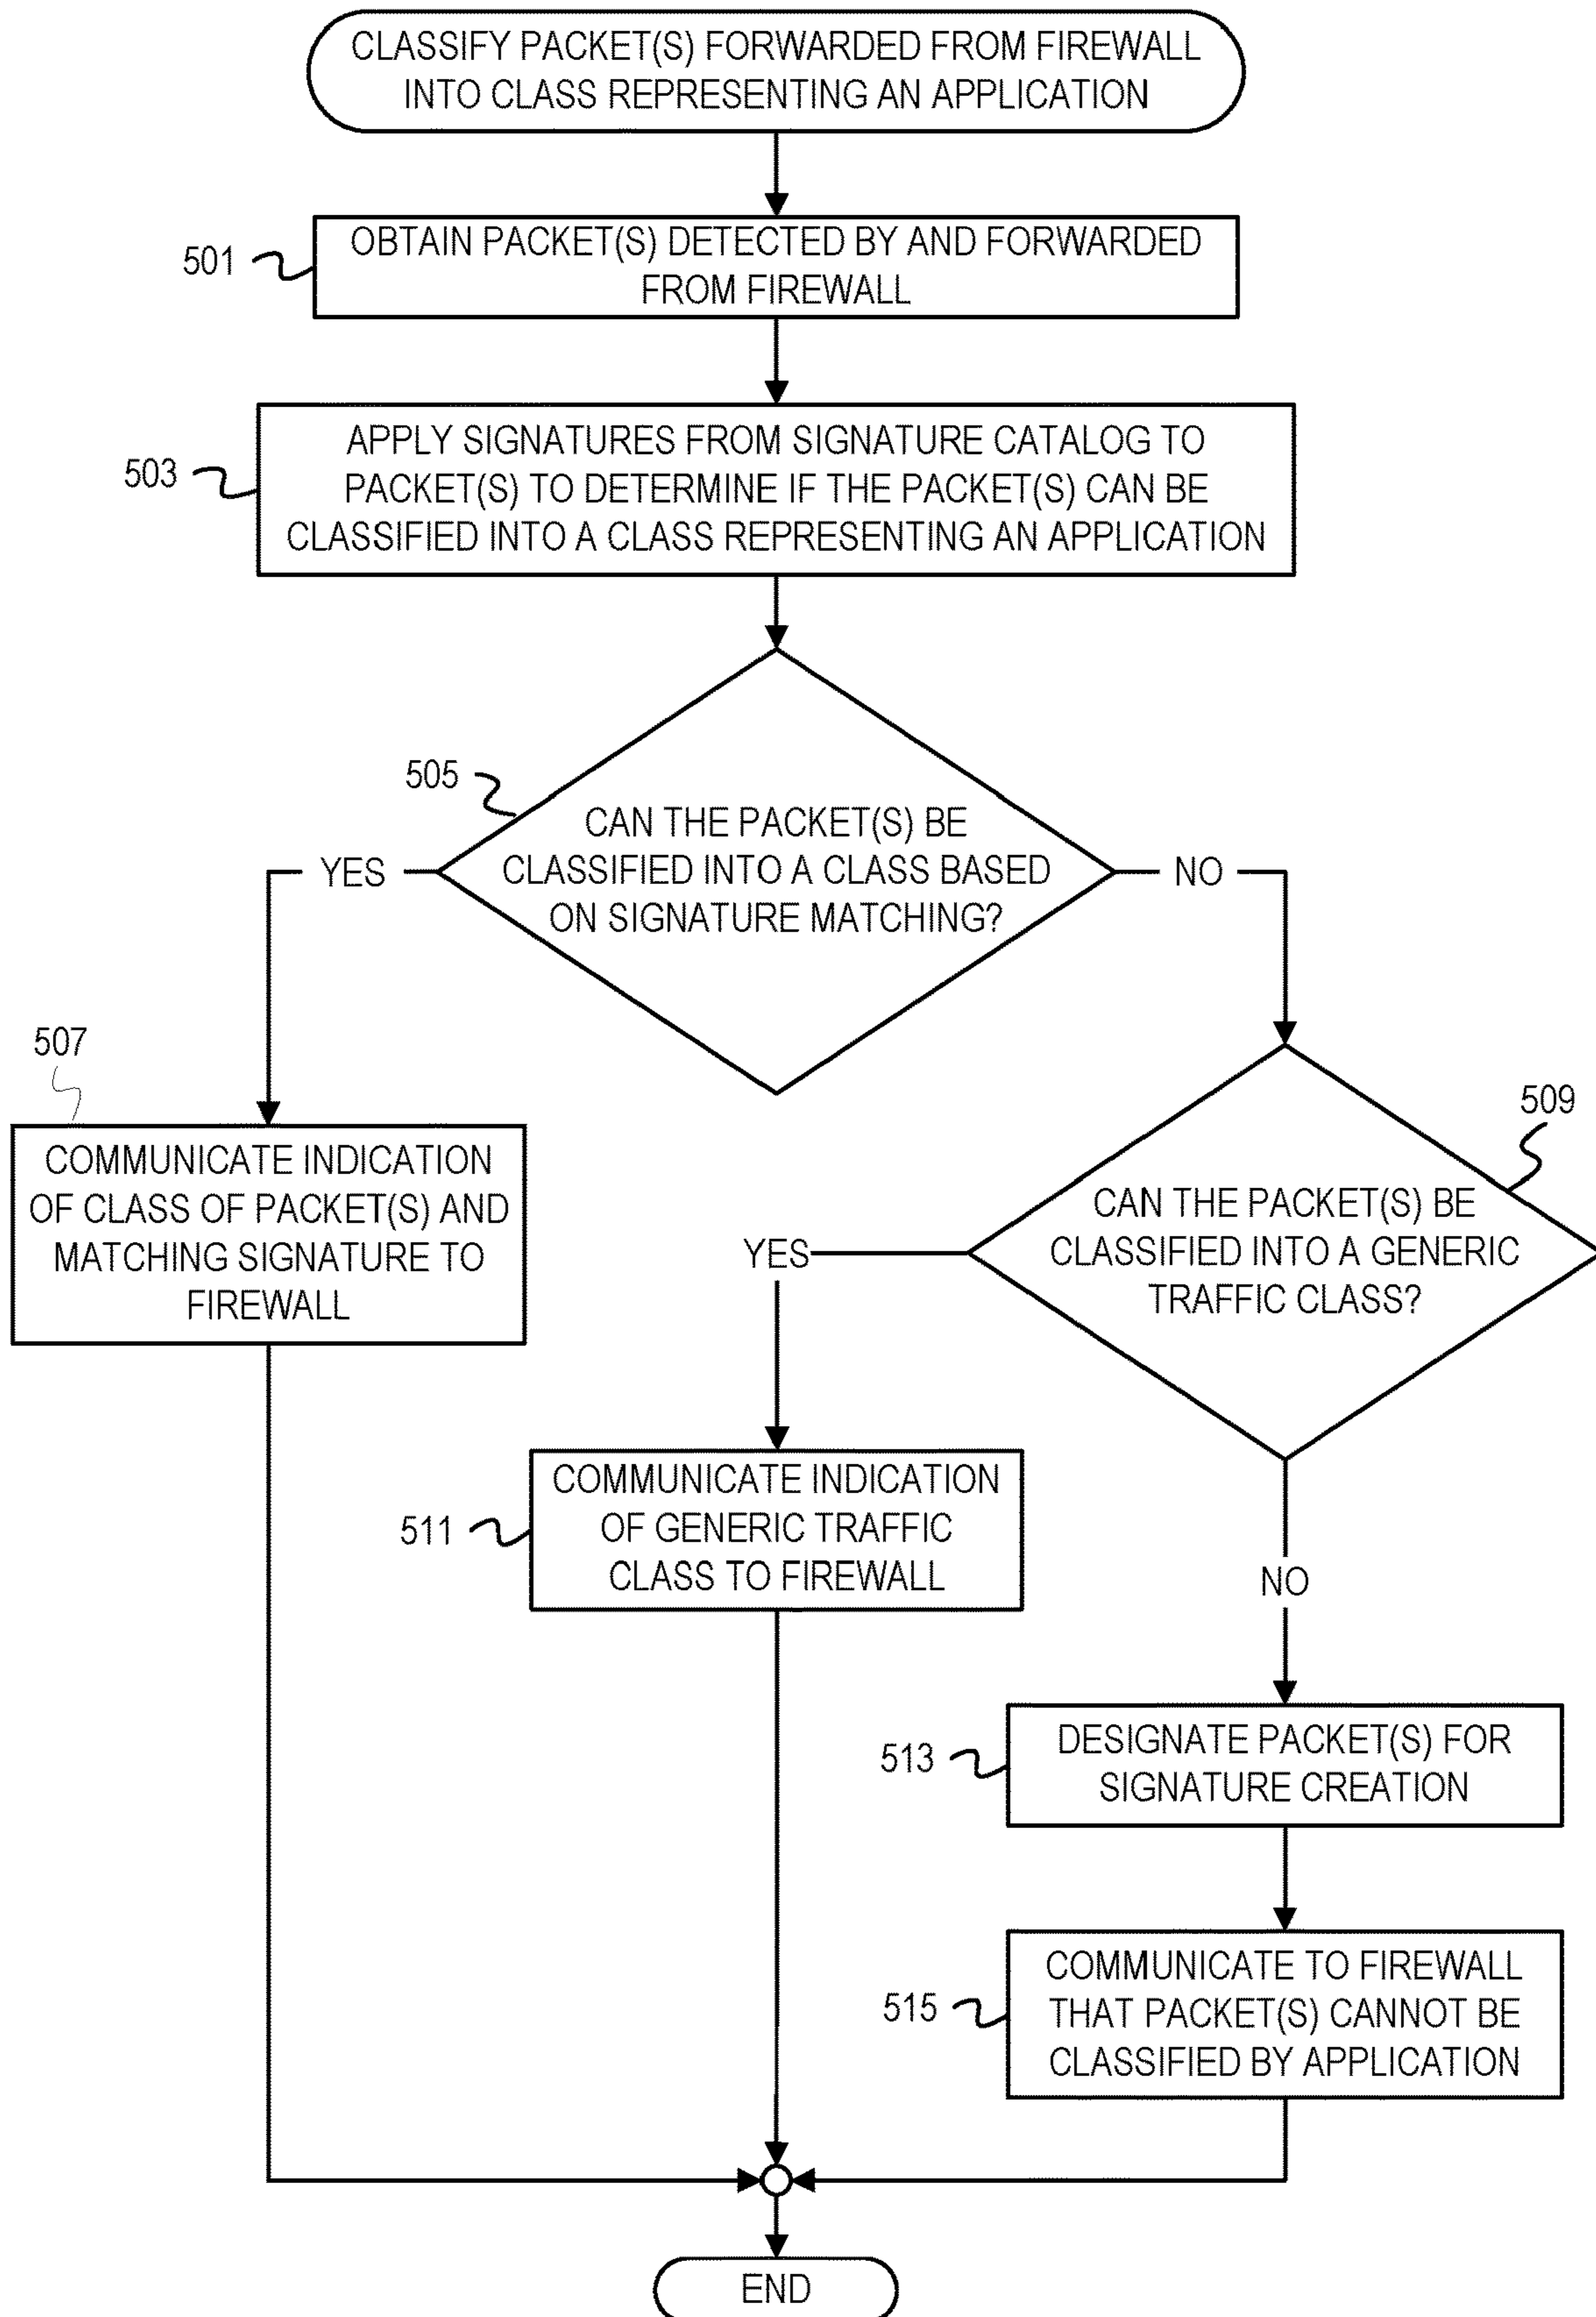 CLASSIFY PACKET(S) FORWARDED FROM FIREWALL
INTO CLASS REPRESENTING AN APPLICATION
501
OBTAIN PACKET(S) DETECTED BY AND FORWARDED
FROM FIREWALL
503
APPLY SIGNATURES FROM SIGNATURE CATALOG TO
PACKET(S) TO DETERMINE IF THE PACKET(S) CAN BE
CLASSIFIED INTO A CLASS REPRESENTING AN APPLICATION
505
CAN THE PACKET(S) BE
CLASSIFIED INTO A CLASS BASED
ON SIGNATURE MATCHING?
YES
NO
507
COMMUNICATE INDICATION
OF CLASS OF PACKET(S) AND
MATCHING SIGNATURE TO
FIREWALL
509
CAN THE PACKET(S) BE
CLASSIFIED INTO A GENERIC
TRAFFIC CLASS?
YES
511
COMMUNICATE INDICATION
OF GENERIC TRAFFIC
CLASS TO FIREWALL
NO
513
DESIGNATE PACKET(S) FOR
SIGNATURE CREATION
515
COMMUNICATE TO FIREWALL
THAT PACKET(S) CANNOT BE
CLASSIFIED BY APPLICATION
END